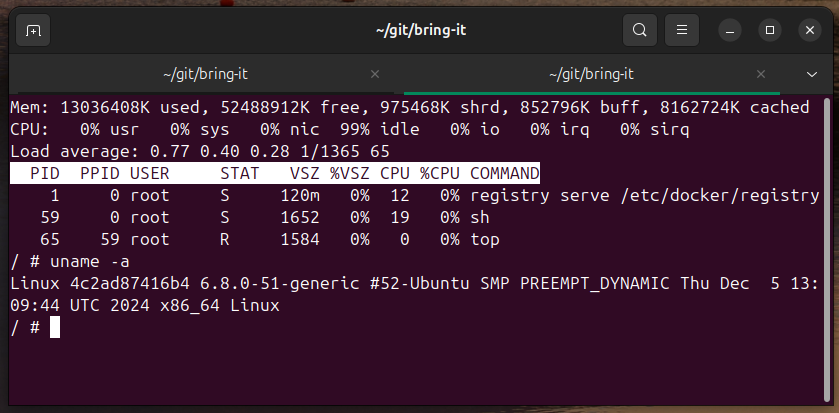 ~/git/bring-it
~/git/bring-it
~/git/bring-it
Mem: 13036408K used, 52488912K free, 975468K shrd, 852796K buff, 8162724K cached
CPU:   0% usr   0% sys   0% nic  99% idle   0% io   0% irq   0% sirq
Load average: 0.77 0.40 0.28 1/1365 65
  PID  PPID USER     STAT   VSZ %VSZ CPU %CPU COMMAND
    1     0 root     S     120m   0%  12   0% registry serve /etc/docker/registry
   59     0 root     S     1652   0%  19   0% sh
   65    59 root     R     1584   0%   0   0% top
/ # uname -a
Linux 4c2ad87416b4 6.8.0-51-generic #52-Ubuntu SMP PREEMPT_DYNAMIC Thu Dec  5 13:
09:44 UTC 2024 x86_64 Linux
/ #